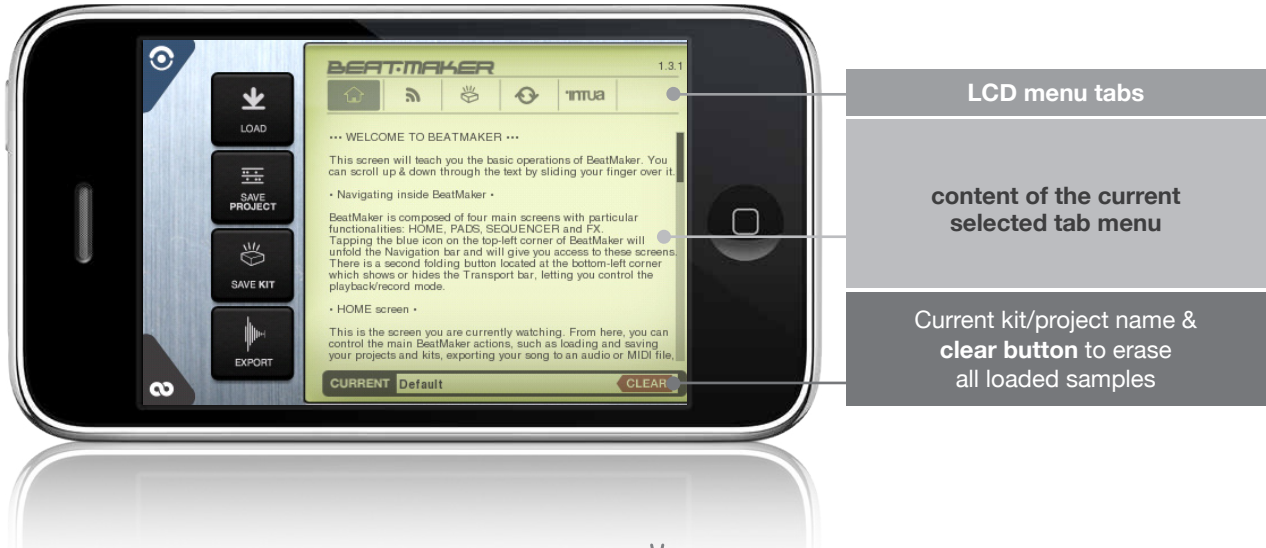 BEAT·MAKER
1.3.1
LOAD
SAVE
PROJECT
SAVE KIT
EXPORT
intua
••• WELCOME TO BEATMAKER •••
This screen will teach you the basic operations of BeatMaker. You
can scroll up & down through the text by sliding your finger over it.
• Navigating inside BeatMaker •
BeatMaker is composed of four main screens with particular
functionalities: HOME, PADS, SEQUENCER and FX.
Tapping the blue icon on the top-left corner of BeatMaker will
unfold the Navigation bar and will give you access to these screens.
There is a second folding button located at the bottom-left corner
which shows or hides the Transport bar, letting you control the
playback/record mode.
• HOME screen •
This is the screen you are currently watching. From here, you can
control the main BeatMaker actions, such as loading and saving
your projects and kits, exporting your song to an audio or MIDI file,
CURRENT Default CLEAR
LCD menu tabs
content of the current
selected tab menu
Current kit/project name &
clear button to erase
all loaded samples